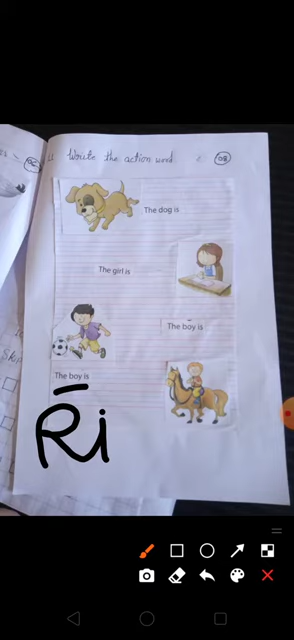 Write the action word.
08
The dog is
The girl is
The boy is
The boy is
Ri